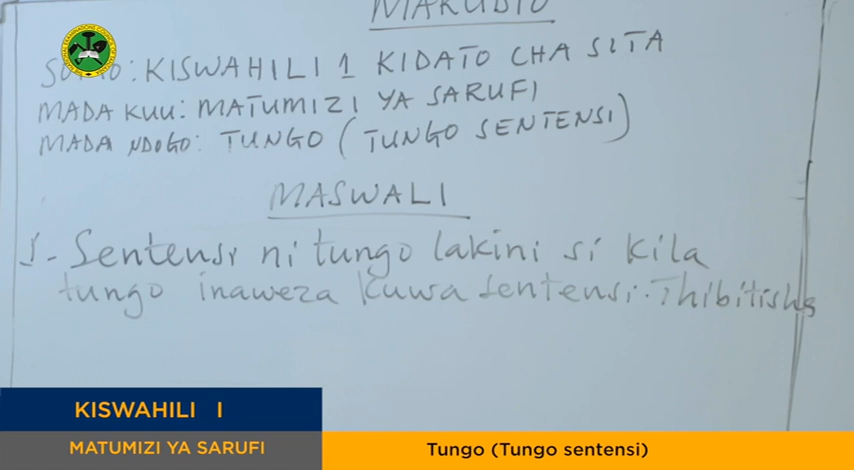 MARUDIO
SOMO: KISWAHILI 1 KIDATO CHA SITA
MADA KUU: MATUMIZI YA SARUFI
MADA NDOGO: TUNGO (TUNGO SENTENSI)
MASWALI
1- Sentensi ni tungo lakini si kila
tungo inaweza kuwa sentensi. Thibitisha
KISWAHILI I
MATUMIZI YA SARUFI
Tungo (Tungo sentensi)